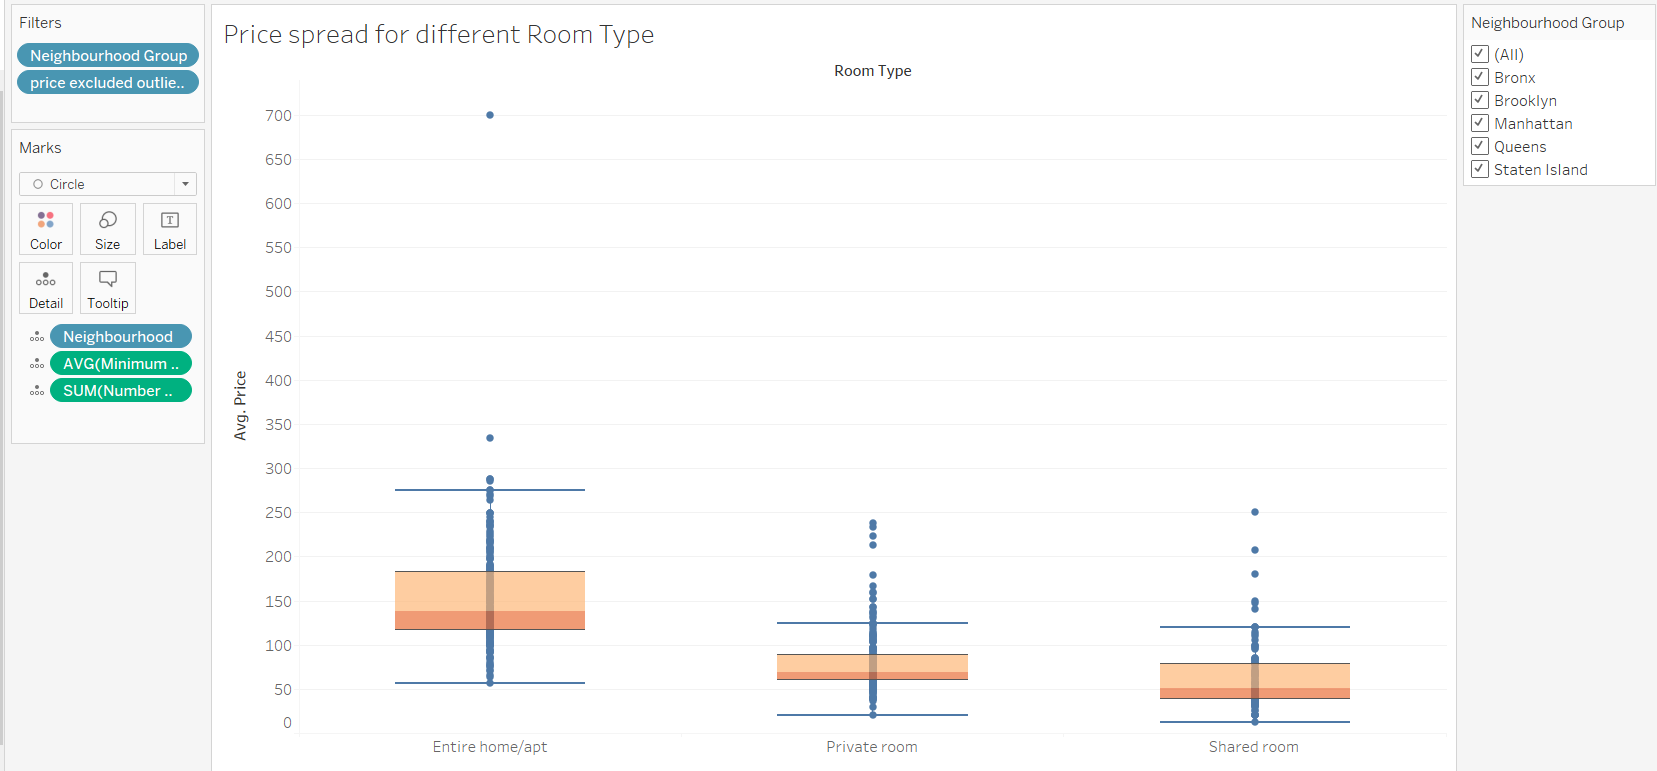 Filters
Neighbourhood Group
price excluded outlie..
Marks
Circle
Color
Size
Label
Detail
Tooltip
Neighbourhood
AVG(Minimum ..
SUM(Number ..
Price spread for different Room Type
Room Type
Avg. Price
700
650
600
550
500
450
400
350
300
250
200
150
100
50
0
Entire home/apt
Private room
Shared room
Neighbourhood Group
(All)
Bronx
Brooklyn
Manhattan
Queens
Staten Island